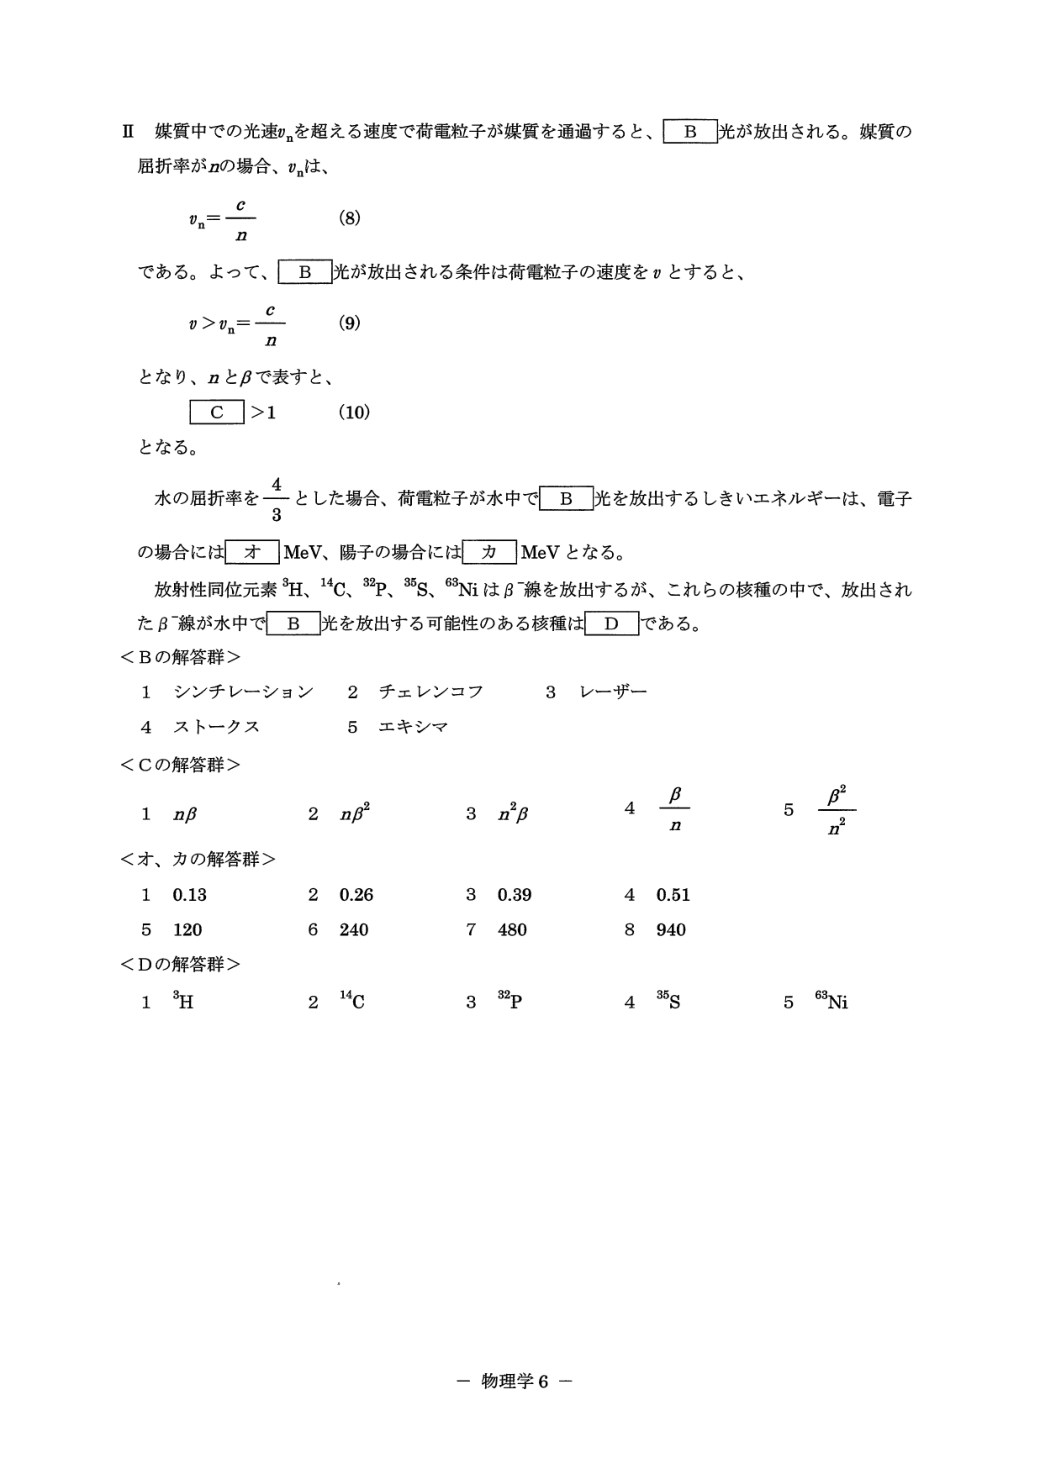 Ⅱ 媒質中での光速vnを超える速度で荷電粒子が媒質を通過すると、 B 光が放出される。媒質の
屈折率がnの場合、vnは、
vn=c/n (8)
である。よって、 B 光が放出される条件は荷電粒子の速度をvとすると、
v>vn=c/n (9)
となり、nとβで表すと、
C >1 (10)
となる。
水の屈折率を4/3とした場合、荷電粒子が水中で B 光を放出するしきいエネルギーは、電子
の場合には オ MeV、陽子の場合には カ MeVとなる。
放射性同位元素³H、¹⁴C、³²P、³⁵S、⁶³Niはβ⁻線を放出するが、これらの核種の中で、放出され
たβ⁻線が水中で B 光を放出する可能性のある核種は D である。
<Bの解答群>
1 シンチレーション 2 チェレンコフ 3 レーザー
4 ストークス 5 エキシマ
<Cの解答群>
1 nβ 2 nβ² 3 n²β 4 β/n 5 β²/n²
<オ、カの解答群>
1 0.13 2 0.26 3 0.39 4 0.51
5 120 6 240 7 480 8 940
<Dの解答群>
1 ³H 2 ¹⁴C 3 ³²P 4 ³⁵S 5 ⁶³Ni
― 物理学6 ―